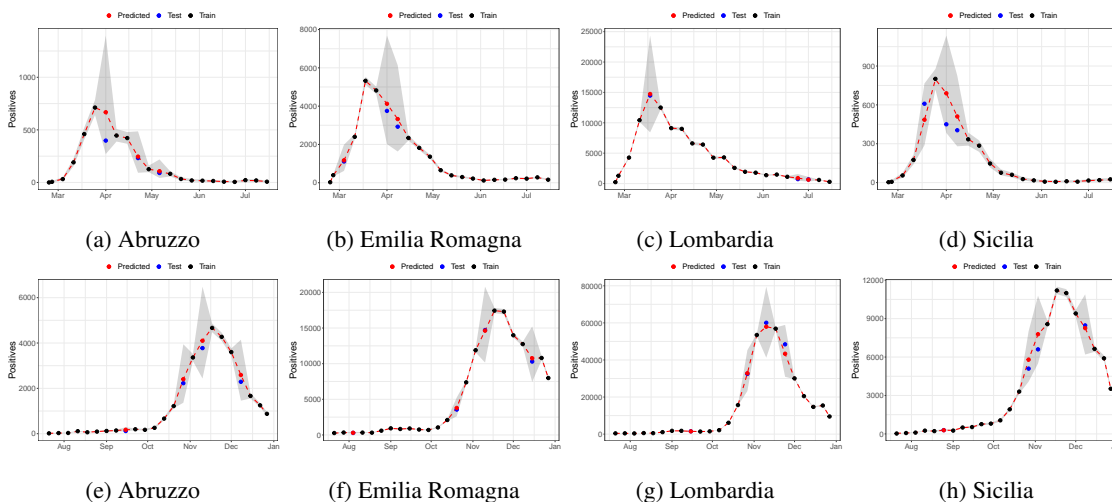 Predicted Test Train
Predicted Test Train
Predicted Test Train
Predicted Test Train
Positives
1000
500
0
Mar Apr May Jun Jul
Positives
8000
6000
4000
2000
0
Mar Apr May Jun Jul
Positives
25000
20000
15000
10000
5000
0
Mar Apr May Jun Jul
Positives
900
600
300
0
Mar Apr May Jun Jul
(a) Abruzzo
(b) Emilia Romagna
(c) Lombardia
(d) Sicilia
Predicted Test Train
Predicted Test Train
Predicted Test Train
Predicted Test Train
Positives
6000
4000
2000
0
Aug Sep Oct Nov Dec Jan
Positives
20000
15000
10000
5000
0
Aug Sep Oct Nov Dec Jan
Positives
80000
60000
40000
20000
0
Aug Sep Oct Nov Dec Jan
Positives
12000
9000
6000
3000
0
Aug Sep Oct Nov Dec Jan
(e) Abruzzo
(f) Emilia Romagna
(g) Lombardia
(h) Sicilia